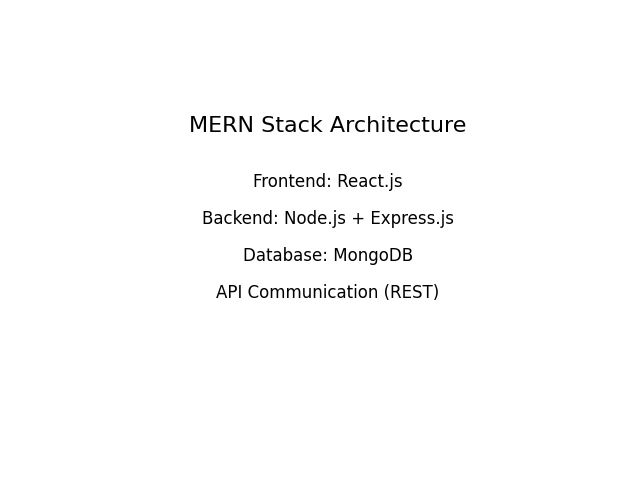 MERN Stack Architecture
Frontend: React.js
Backend: Node.js + Express.js
Database: MongoDB
API Communication (REST)